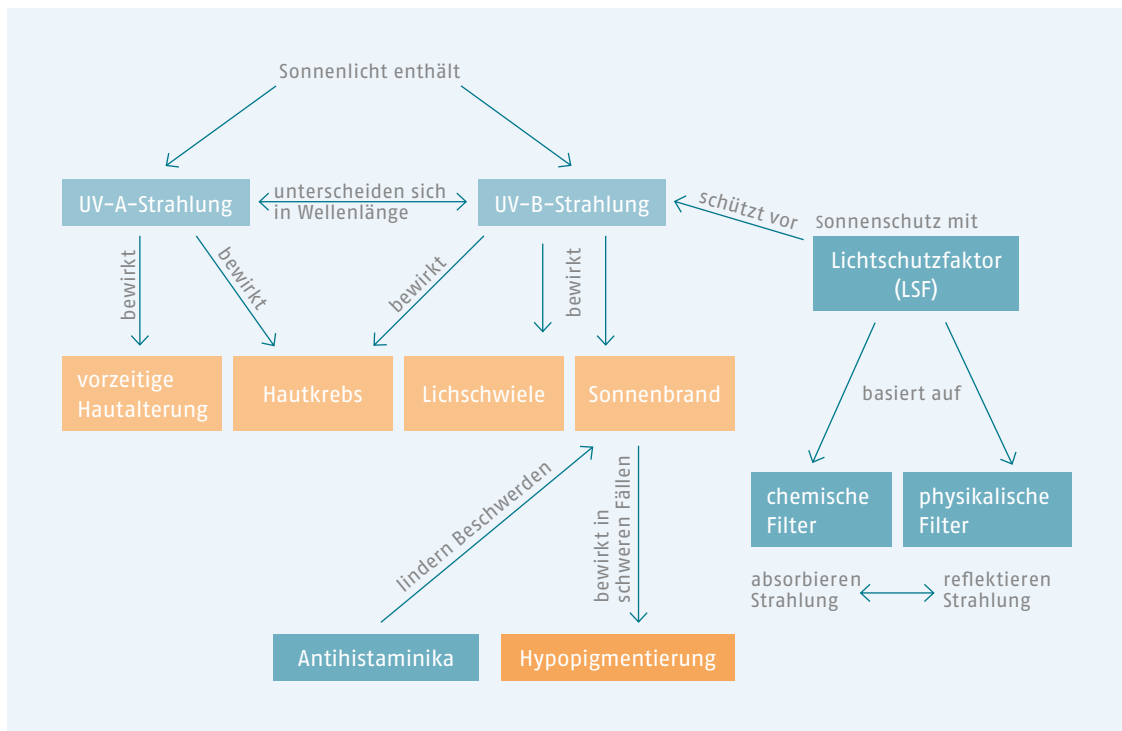 Sonnenlicht enthält
UV-A-Strahlung
unterscheiden sich
in Wellenlänge
UV-B-Strahlung
schützt vor
Sonnenschutz mit
Lichtschutzfaktor
(LSF)
bewirkt
bewirkt
bewirkt
bewirkt
vorzeitige
Hautalterung
Hautkrebs
Lichschwiele
Sonnenbrand
basiert auf
lindern Beschwerden
bewirkt in
schweren Fällen
chemische
Filter
physikalische
Filter
absorbieren
Strahlung
reflektieren
Strahlung
Antihistaminika
Hypopigmentierung